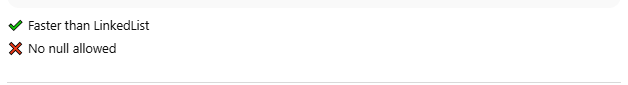 ✔ Faster than LinkedList
❌ No null allowed